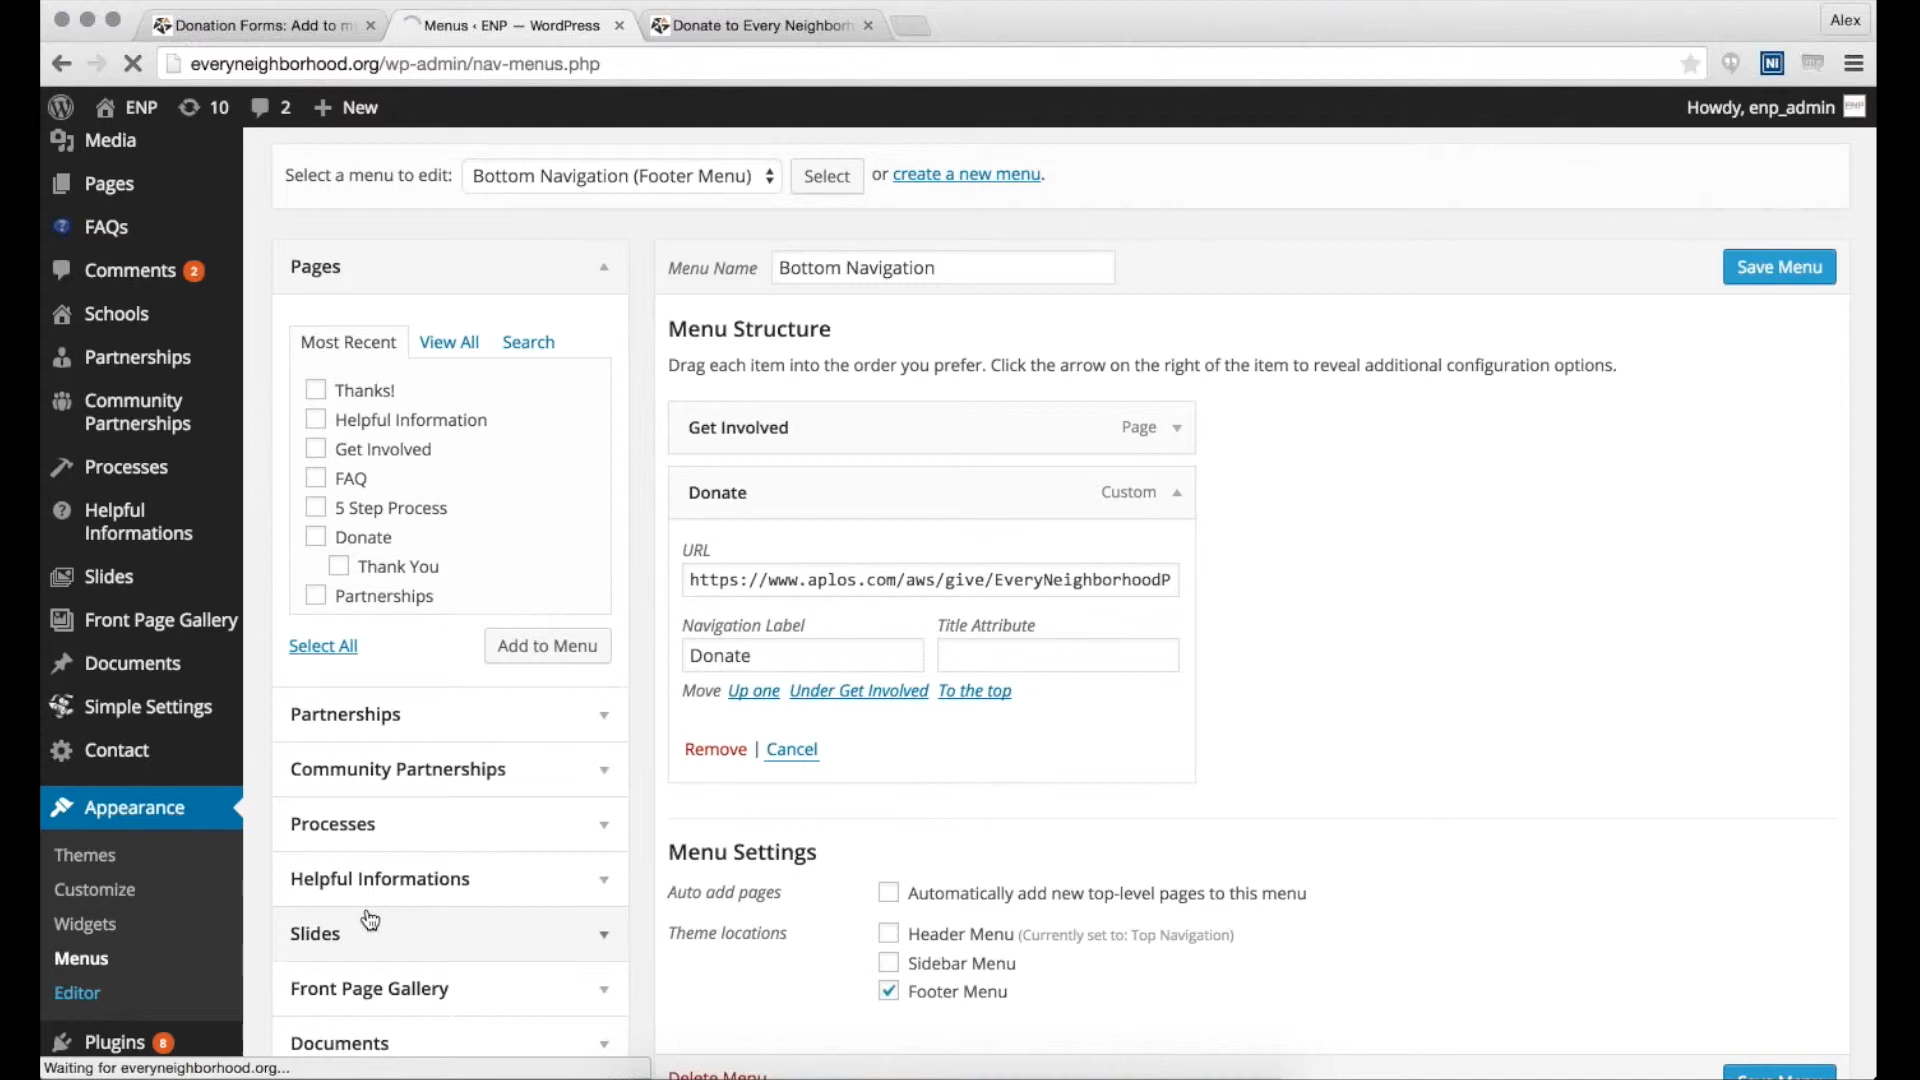 Donation Forms: Add to my
Menus ‹ ENP — WordPress
Donate to Every Neighborh
Alex
everyneighborhood.org/wp-admin/nav-menus.php
ENP
10
2
New
Howdy, enp_admin
Media
Pages
FAQs
Comments 2
Schools
Partnerships
Community
Partnerships
Processes
Helpful
Informations
Slides
Front Page Gallery
Documents
Simple Settings
Contact
Appearance
Themes
Customize
Widgets
Menus
Editor
Plugins 8
Waiting for everyneighborhood.org...
Select a menu to edit: Bottom Navigation (Footer Menu) Select or create a new menu.
Pages
Most Recent View All Search
Thanks!
Helpful Information
Get Involved
FAQ
5 Step Process
Donate
Thank You
Partnerships
Select All Add to Menu
Partnerships
Community Partnerships
Processes
Helpful Informations
Slides
Front Page Gallery
Documents
Menu Name Bottom Navigation Save Menu
Menu Structure
Drag each item into the order you prefer. Click the arrow on the right of the item to reveal additional configuration options.
Get Involved Page
Donate Custom
URL
https://www.aplos.com/aws/give/EveryNeighborhoodP
Navigation Label Title Attribute
Donate
Move Up one Under Get Involved To the top
Remove | Cancel
Menu Settings
Auto add pages Automatically add new top-level pages to this menu
Theme locations Header Menu (Currently set to: Top Navigation)
Sidebar Menu
Footer Menu
Delete Menu
Save Menu